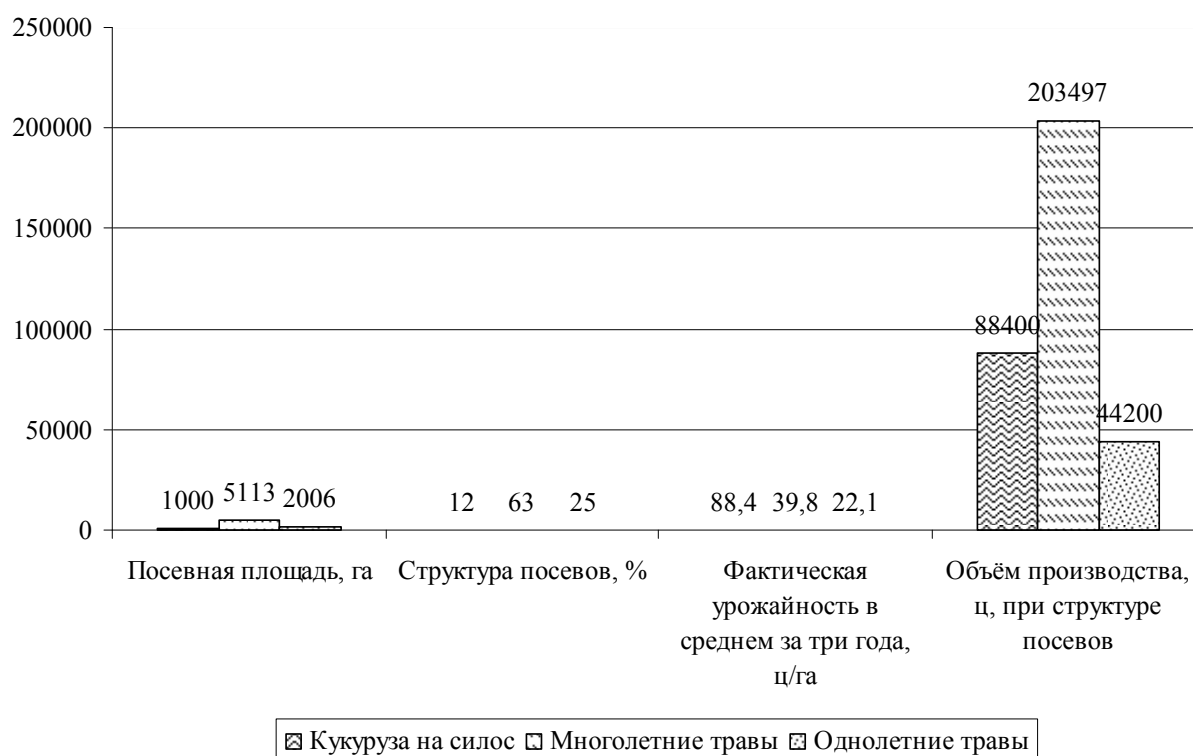 250000
200000
150000
100000
50000
0
1000 5113 2006
12 63 25
88,4 39,8 22,1
88400 203497 44200
Посевная площадь, га
Структура посевов, %
Фактическая
урожайность в
среднем за три года,
ц/га
Объём производства,
ц, при структуре
посевов
Кукуруза на силос Многолетние травы Однолетние травы